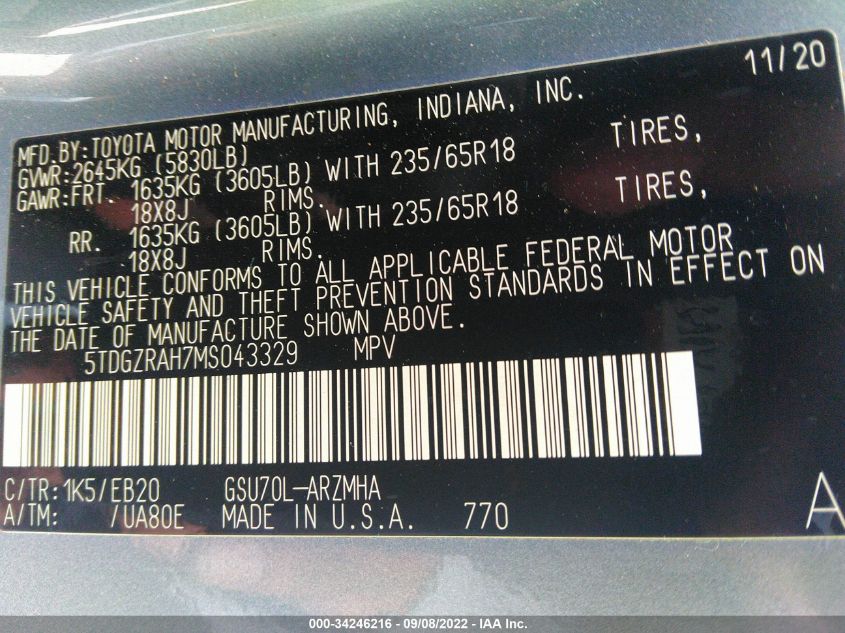 11/20
MFD.BY:TOYOTA MOTOR MANUFACTURING, INDIANA, INC.
GVWR:2645KG (5830LB)
GAWR:FRT. 1635KG (3605LB) WITH 235/65R18 TIRES,
18X8J RIMS.
RR. 1635KG (3605LB) WITH 235/65R18 TIRES,
18X8J RIMS.
THIS VEHICLE CONFORMS TO ALL APPLICABLE FEDERAL MOTOR
VEHICLE SAFETY AND THEFT PREVENTION STANDARDS IN EFFECT ON
THE DATE OF MANUFACTURE SHOWN ABOVE.
5TDGZRAH7MS043329 MPV
C/TR:1K5/EB20 GSU70L-ARZMHA
A/TM: /UA80E MADE IN U.S.A. 770
A
000-34246216 - 09/08/2022 - IAA Inc.